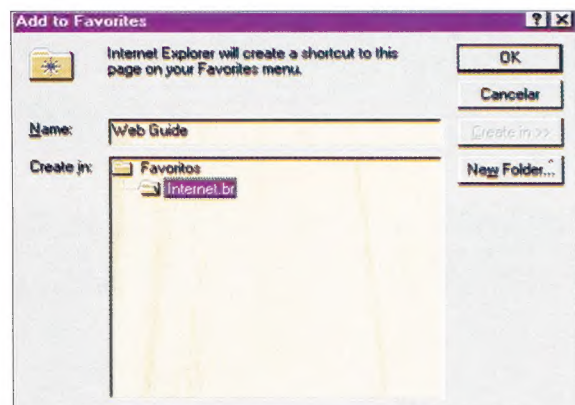 Add to Favorites
Internet Explorer will create a shortcut to this
page on your Favorites menu.
OK
Cancelar
Name: Web Guide
Create in >>
Create in:
New Folder...
Favoritos
Internet.br